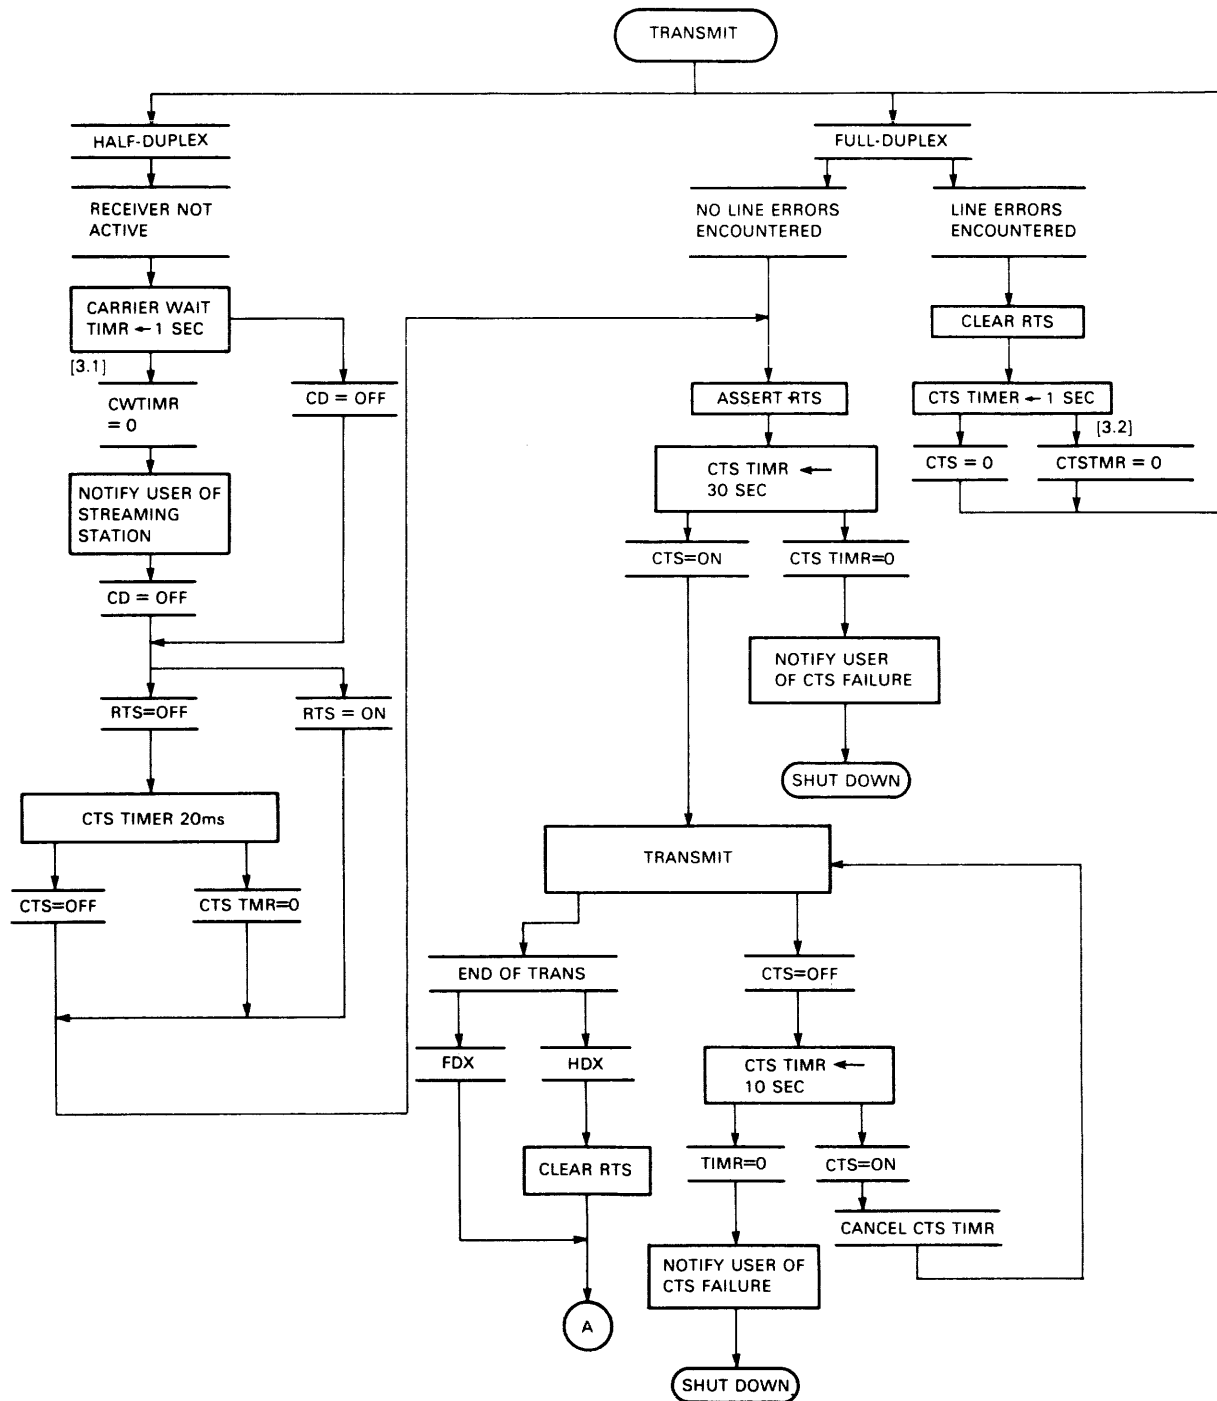 TRANSMIT
HALF-DUPLEX
FULL-DUPLEX
RECEIVER NOT
ACTIVE
NO LINE ERRORS
ENCOUNTERED
LINE ERRORS
ENCOUNTERED
CARRIER WAIT
TIMR ← 1 SEC
[3.1]
CLEAR RTS
CWTIMR
= 0
CD = OFF
ASSERT RTS
CTS TIMER ← 1 SEC
[3.2]
CTS = 0
CTSTMR = 0
NOTIFY USER OF
STREAMING
STATION
CTS TIMR ←
30 SEC
CD = OFF
CTS=ON
CTS TIMR=0
NOTIFY USER
OF CTS FAILURE
RTS=OFF
RTS = ON
SHUT DOWN
CTS TIMER 20ms
TRANSMIT
CTS=OFF
CTS TMR=0
END OF TRANS
CTS=OFF
FDX
HDX
CTS TIMR ←
10 SEC
CLEAR RTS
TIMR=0
CTS=ON
CANCEL CTS TIMR
NOTIFY USER OF
CTS FAILURE
A
SHUT DOWN